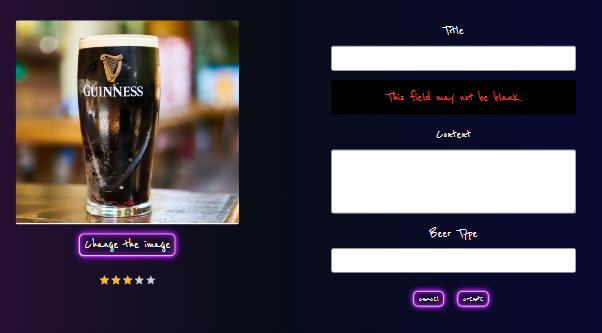 GUINNESS
Change the image
Title
This field may not be blank.
Content
Beer Type
cancel
create